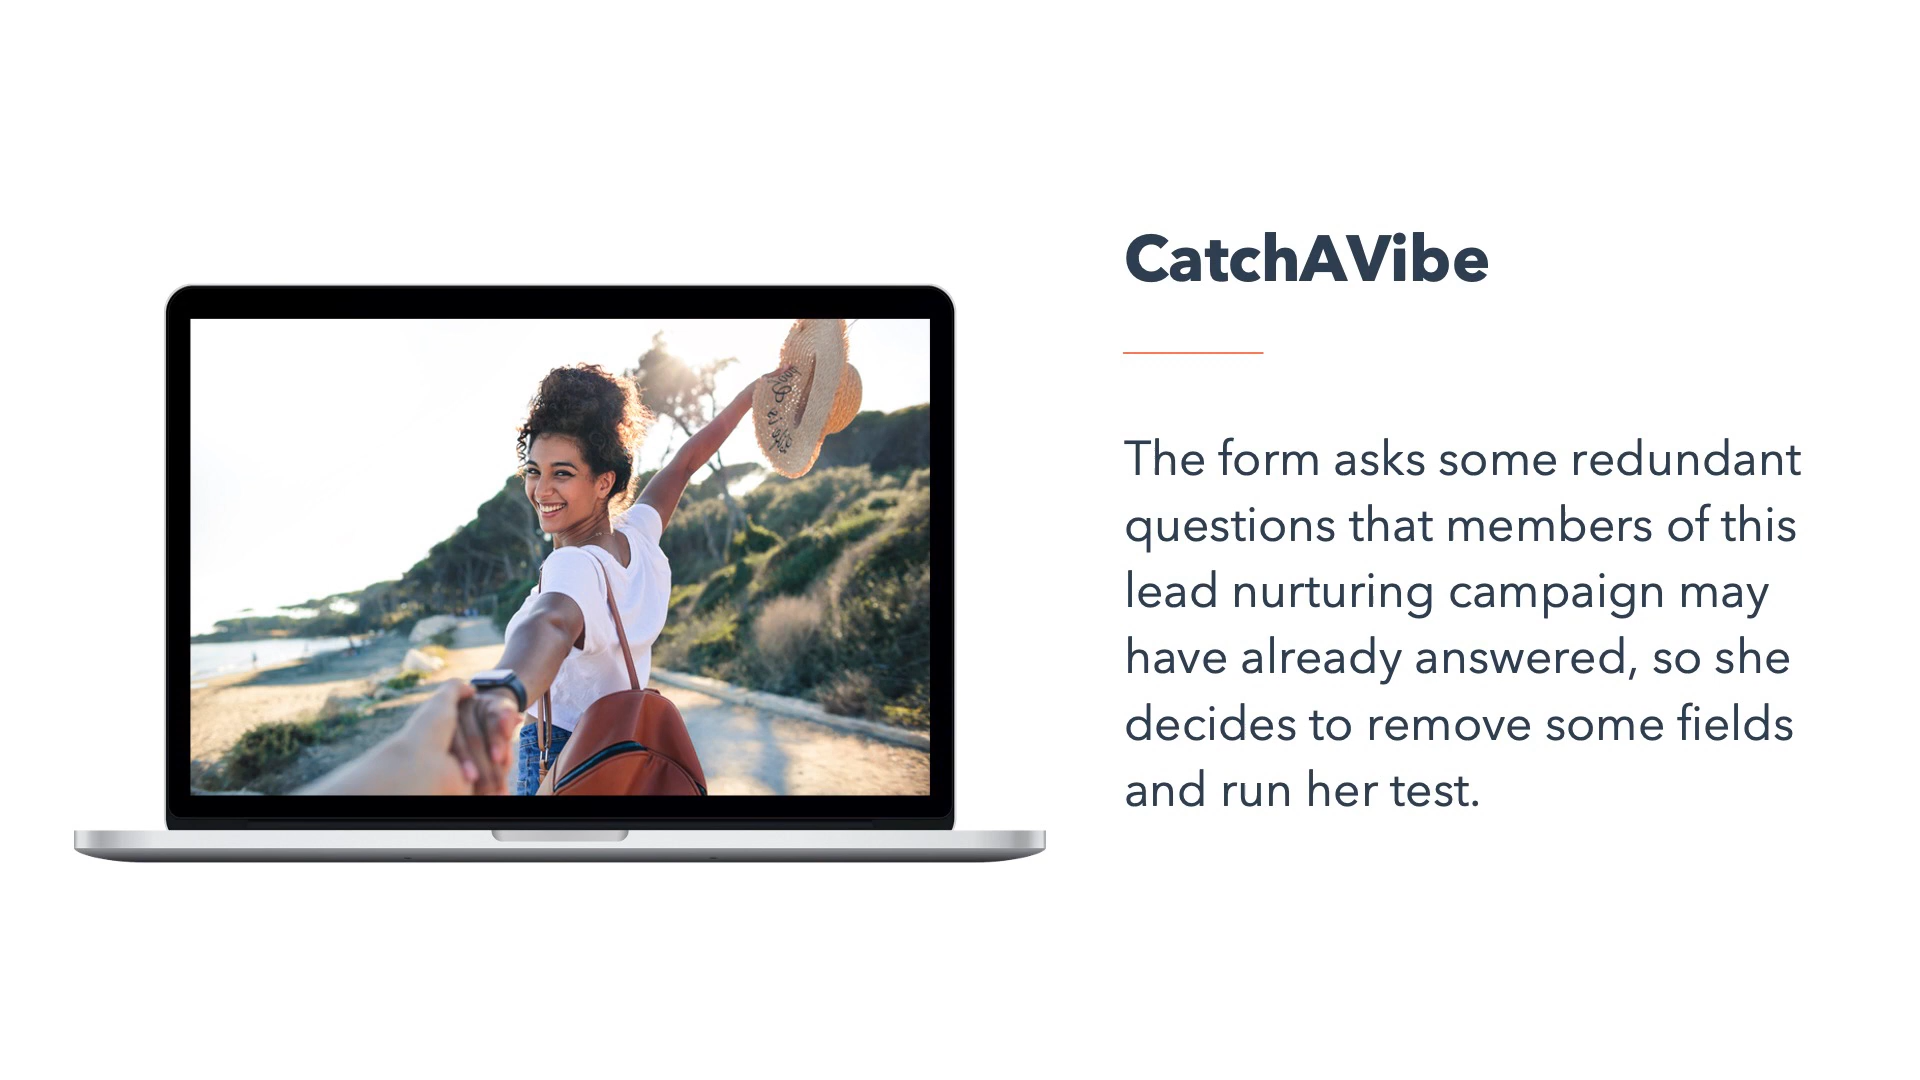 CatchAVibe
The form asks some redundant
questions that members of this
lead nurturing campaign may
have already answered, so she
decides to remove some fields
and run her test.